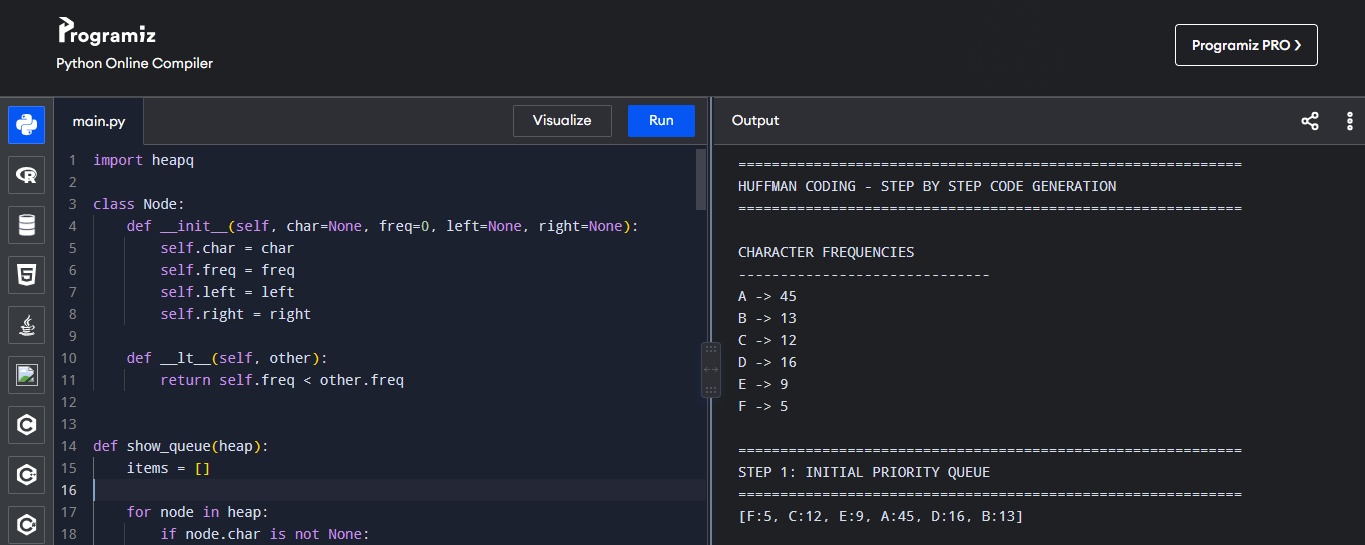 Programiz
Python Online Compiler
Programiz PRO ❯
main.py
Visualize
Run
1 import heapq
2
3 class Node:
4     def __init__(self, char=None, freq=0, left=None, right=None):
5         self.char = char
6         self.freq = freq
7         self.left = left
8         self.right = right
9
10     def __lt__(self, other):
11         return self.freq < other.freq
12
13
14 def show_queue(heap):
15     items = []
16
17     for node in heap:
18         if node.char is not None:
Output
============================================================
HUFFMAN CODING - STEP BY STEP CODE GENERATION
============================================================
CHARACTER FREQUENCIES
------------------------------
A -> 45
B -> 13
C -> 12
D -> 16
E -> 9
F -> 5
============================================================
STEP 1: INITIAL PRIORITY QUEUE
============================================================
[F:5, C:12, E:9, A:45, D:16, B:13]